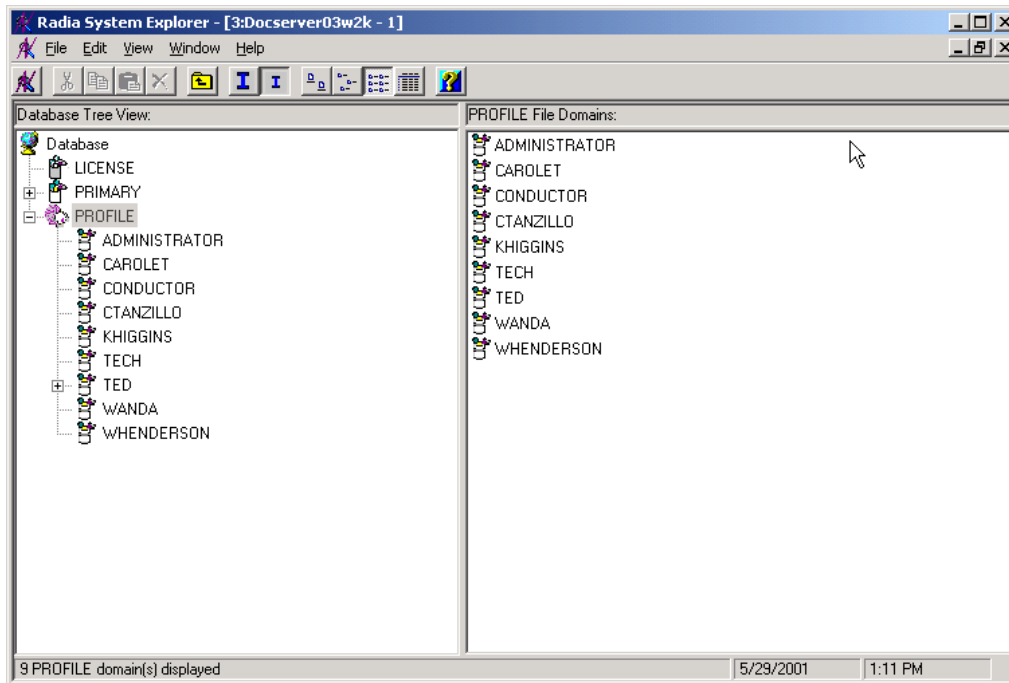 Radia System Explorer - [3:Docserver03w2k - 1]
File Edit View Window Help
Database Tree View:
Database
LICENSE
PRIMARY
PROFILE
ADMINISTRATOR
CAROLET
CONDUCTOR
CTANZILLO
KHIGGINS
TECH
TED
WANDA
WHENDERSON
PROFILE File Domains:
ADMINISTRATOR
CAROLET
CONDUCTOR
CTANZILLO
KHIGGINS
TECH
TED
WANDA
WHENDERSON
9 PROFILE domain(s) displayed
5/29/2001
1:11 PM